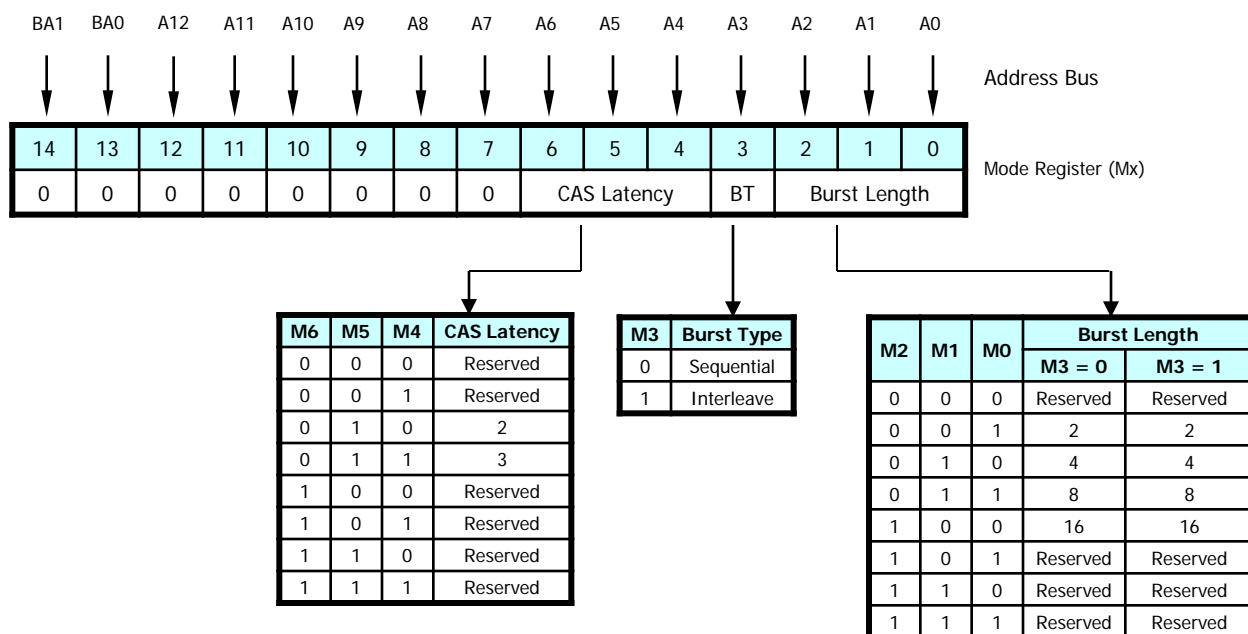 BA1 BA0 A12 A11 A10 A9 A8 A7 A6 A5 A4 A3 A2 A1 A0
Address Bus
14 13 12 11 10 9 8 7 6 5 4 3 2 1 0
Mode Register (Mx)
0 0 0 0 0 0 0 0 CAS Latency BT Burst Length
M6 M5 M4 CAS Latency
0 0 0 Reserved
0 0 1 Reserved
0 1 0 2
0 1 1 3
1 0 0 Reserved
1 0 1 Reserved
1 1 0 Reserved
1 1 1 Reserved
M3 Burst Type
0 Sequential
1 Interleave
M2 M1 M0 Burst Length
M3 = 0 M3 = 1
0 0 0 Reserved Reserved
0 0 1 2 2
0 1 0 4 4
0 1 1 8 8
1 0 0 16 16
1 0 1 Reserved Reserved
1 1 0 Reserved Reserved
1 1 1 Reserved Reserved